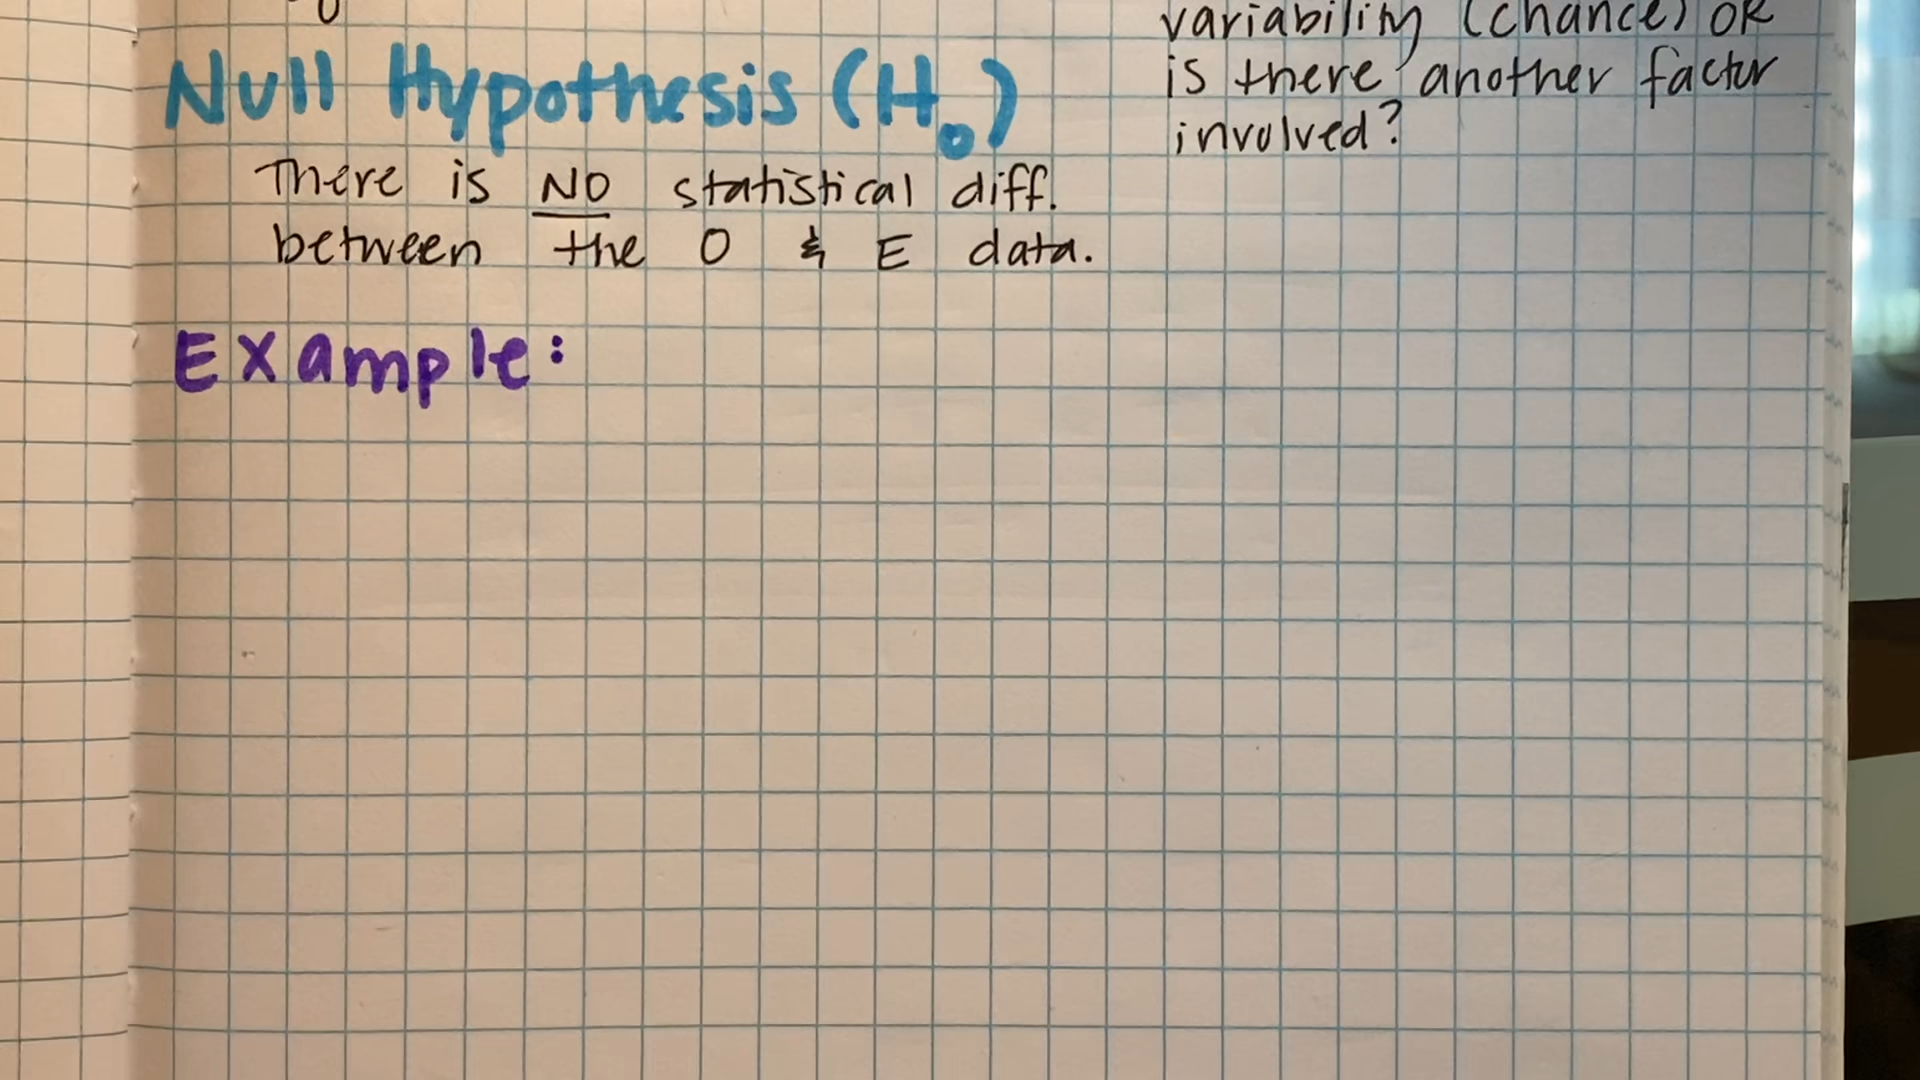 Null Hypothesis (H₀)
There is NO statistical diff.
between the O & E data.
Example:
variability (chance) OR
is there another factor
involved?